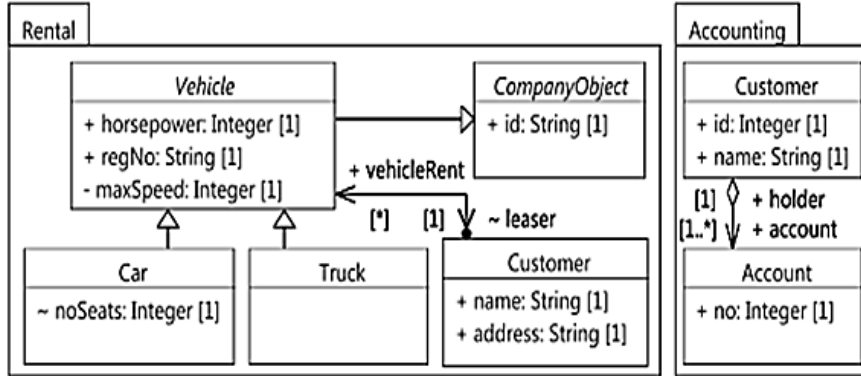 Rental
Vehicle
+ horsepower: Integer [1]
+ regNo: String [1]
- maxSpeed: Integer [1]
CompanyObject
+ id: String [1]
+ vehicleRent
[*]
[1]
~ leaser
Car
~ noSeats: Integer [1]
Truck
Customer
+ name: String [1]
+ address: String [1]
Accounting
Customer
+ id: Integer [1]
+ name: String [1]
[1]
+ holder
[1..*]
+ account
Account
+ no: Integer [1]